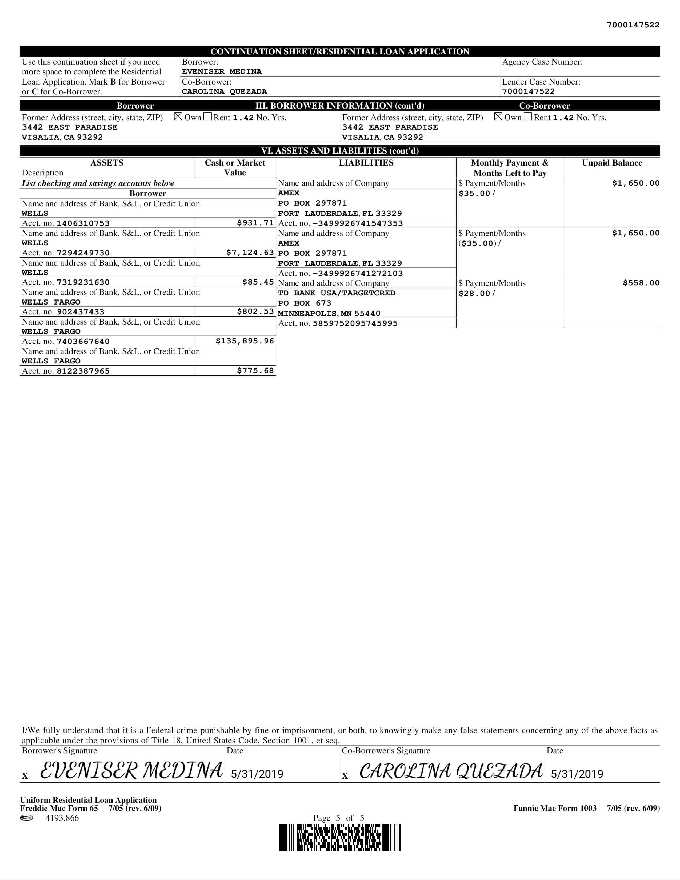 7000147522
CONTINUATION SHEET/RESIDENTIAL LOAN APPLICATION
Use this continuation sheet if you need more space to complete the Residential Loan Application. Mark B for Borrower or C for Co-Borrower.
Borrower:
EVENISER MEDINA
Agency Case Number:
Co-Borrower:
CAROLINA QUEZADA
Lender Case Number:
7000147522
Borrower III. BORROWER INFORMATION (cont'd) Co-Borrower
Former Address (street, city, state, ZIP) ☒ Own ☐ Rent 1.42 No. Yrs.
3442 EAST PARADISE
VISALIA, CA 93292
Former Address (street, city, state, ZIP) ☒ Own ☐ Rent 1.42 No. Yrs.
3442 EAST PARADISE
VISALIA, CA 93292
VI. ASSETS AND LIABILITIES (cont'd)
ASSETS
Description
Cash or Market Value
LIABILITIES
Monthly Payment & Months Left to Pay
Unpaid Balance
List checking and savings accounts below
Borrower
Name and address of Bank, S&L, or Credit Union
WELLS
Acct. no. 1406310753 $931.71
Name and address of Bank, S&L, or Credit Union
WELLS
Acct. no. 7294249730 $7,124.63
Name and address of Bank, S&L, or Credit Union
WELLS
Acct. no. 7319231630 $85.45
Name and address of Bank, S&L, or Credit Union
WELLS FARGO
Acct. no. 902437433 $802.53
Name and address of Bank, S&L, or Credit Union
WELLS FARGO
Acct. no. 7403667640 $135,895.96
Name and address of Bank, S&L, or Credit Union
WELLS FARGO
Acct. no. 8122387965 $775.68
Name and address of Company $ Payment/Months $1,650.00
AMEX $35.00/
PO BOX 297871
FORT LAUDERDALE, FL 33329
Acct. no. -3499926741547353
Name and address of Company $ Payment/Months $1,650.00
AMEX ($35.00)/
PO BOX 297871
FORT LAUDERDALE, FL 33329
Acct. no. -3499926741272103
Name and address of Company $ Payment/Months $558.00
TD BANK USA/TARGETCRED $28.00/
PO BOX 673
MINNEAPOLIS, MN 55440
Acct. no. 5859752095745995
I/We fully understand that it is a Federal crime punishable by fine or imprisonment, or both, to knowingly make any false statements concerning any of the above facts as
applicable under the provisions of Title 18, United States Code, Section 1001, et seq.
Borrower's Signature Date Co-Borrower's Signature Date
X EVENISER MEDINA 5/31/2019 X CAROLINA QUEZADA 5/31/2019
Uniform Residential Loan Application
Freddie Mac Form 65 7/05 (rev. 6/09) Fannie Mae Form 1003 7/05 (rev. 6/09)
4193.866 Page 5 of 5